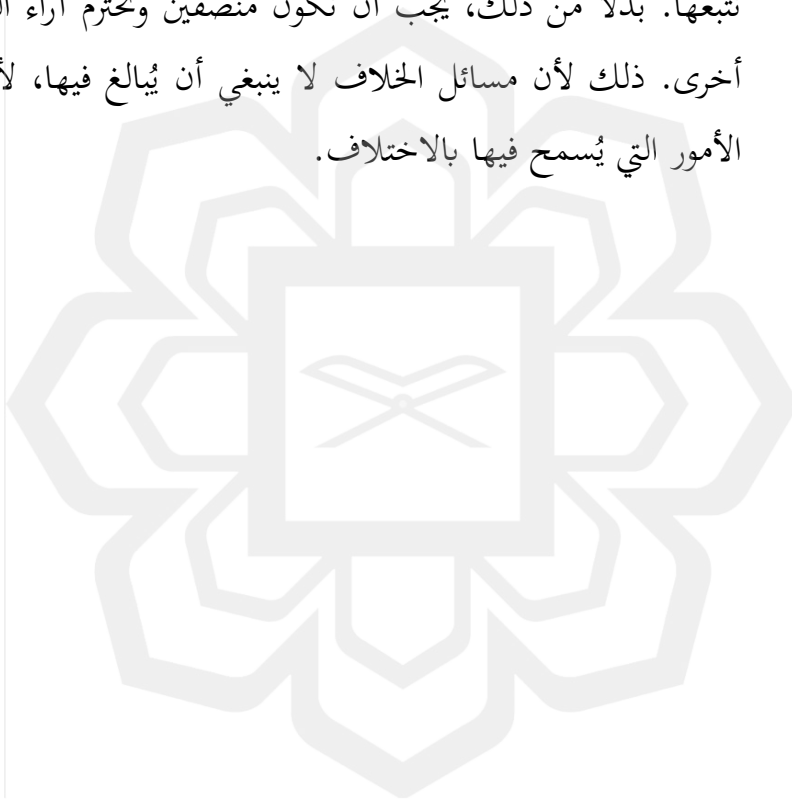 نتبعها. بدلا من ذلك، يجب أن نكون منصفين ونحترم آراء
أخرى. ذلك لأن مسائل الخلاف لا ينبغي أن يُبالغ فيها،
الأمور التي يُسمح فيها بالاختلاف.